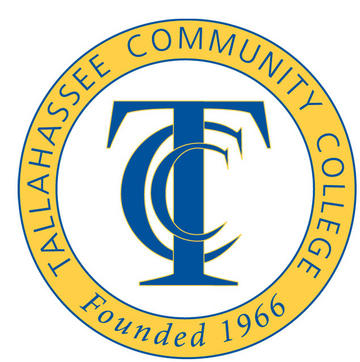 TALLAHASSEE COMMUNITY COLLEGE
TCC
Founded 1966